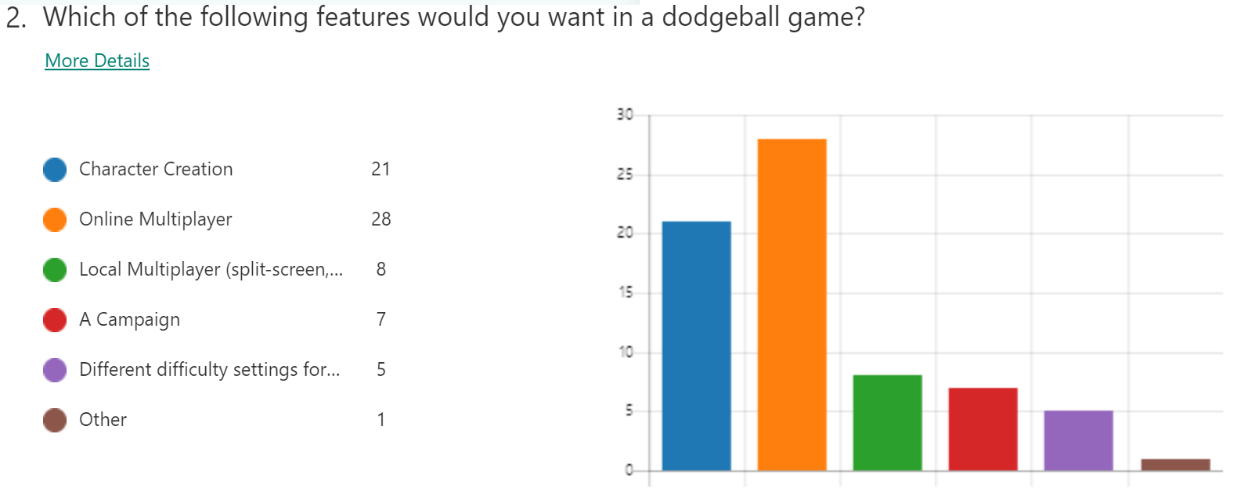 2. Which of the following features would you want in a dodgeball game?
More Details
Character Creation 21
Online Multiplayer 28
Local Multiplayer (split-screen,... 8
A Campaign 7
Different difficulty settings for... 5
Other 1
30
25
20
15
10
5
0